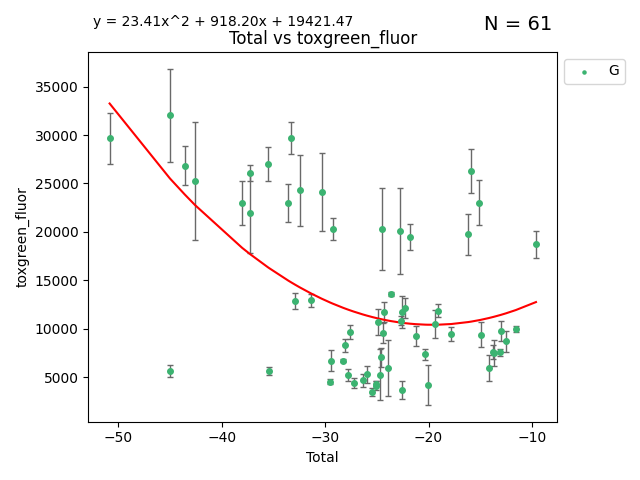 y = 23.41x^2 + 918.20x + 19421.47
N = 61
Total vs toxgreen_fluor
G
35000
30000
25000
20000
15000
10000
5000
toxgreen_fluor
−50 −40 −30 −20 −10
Total